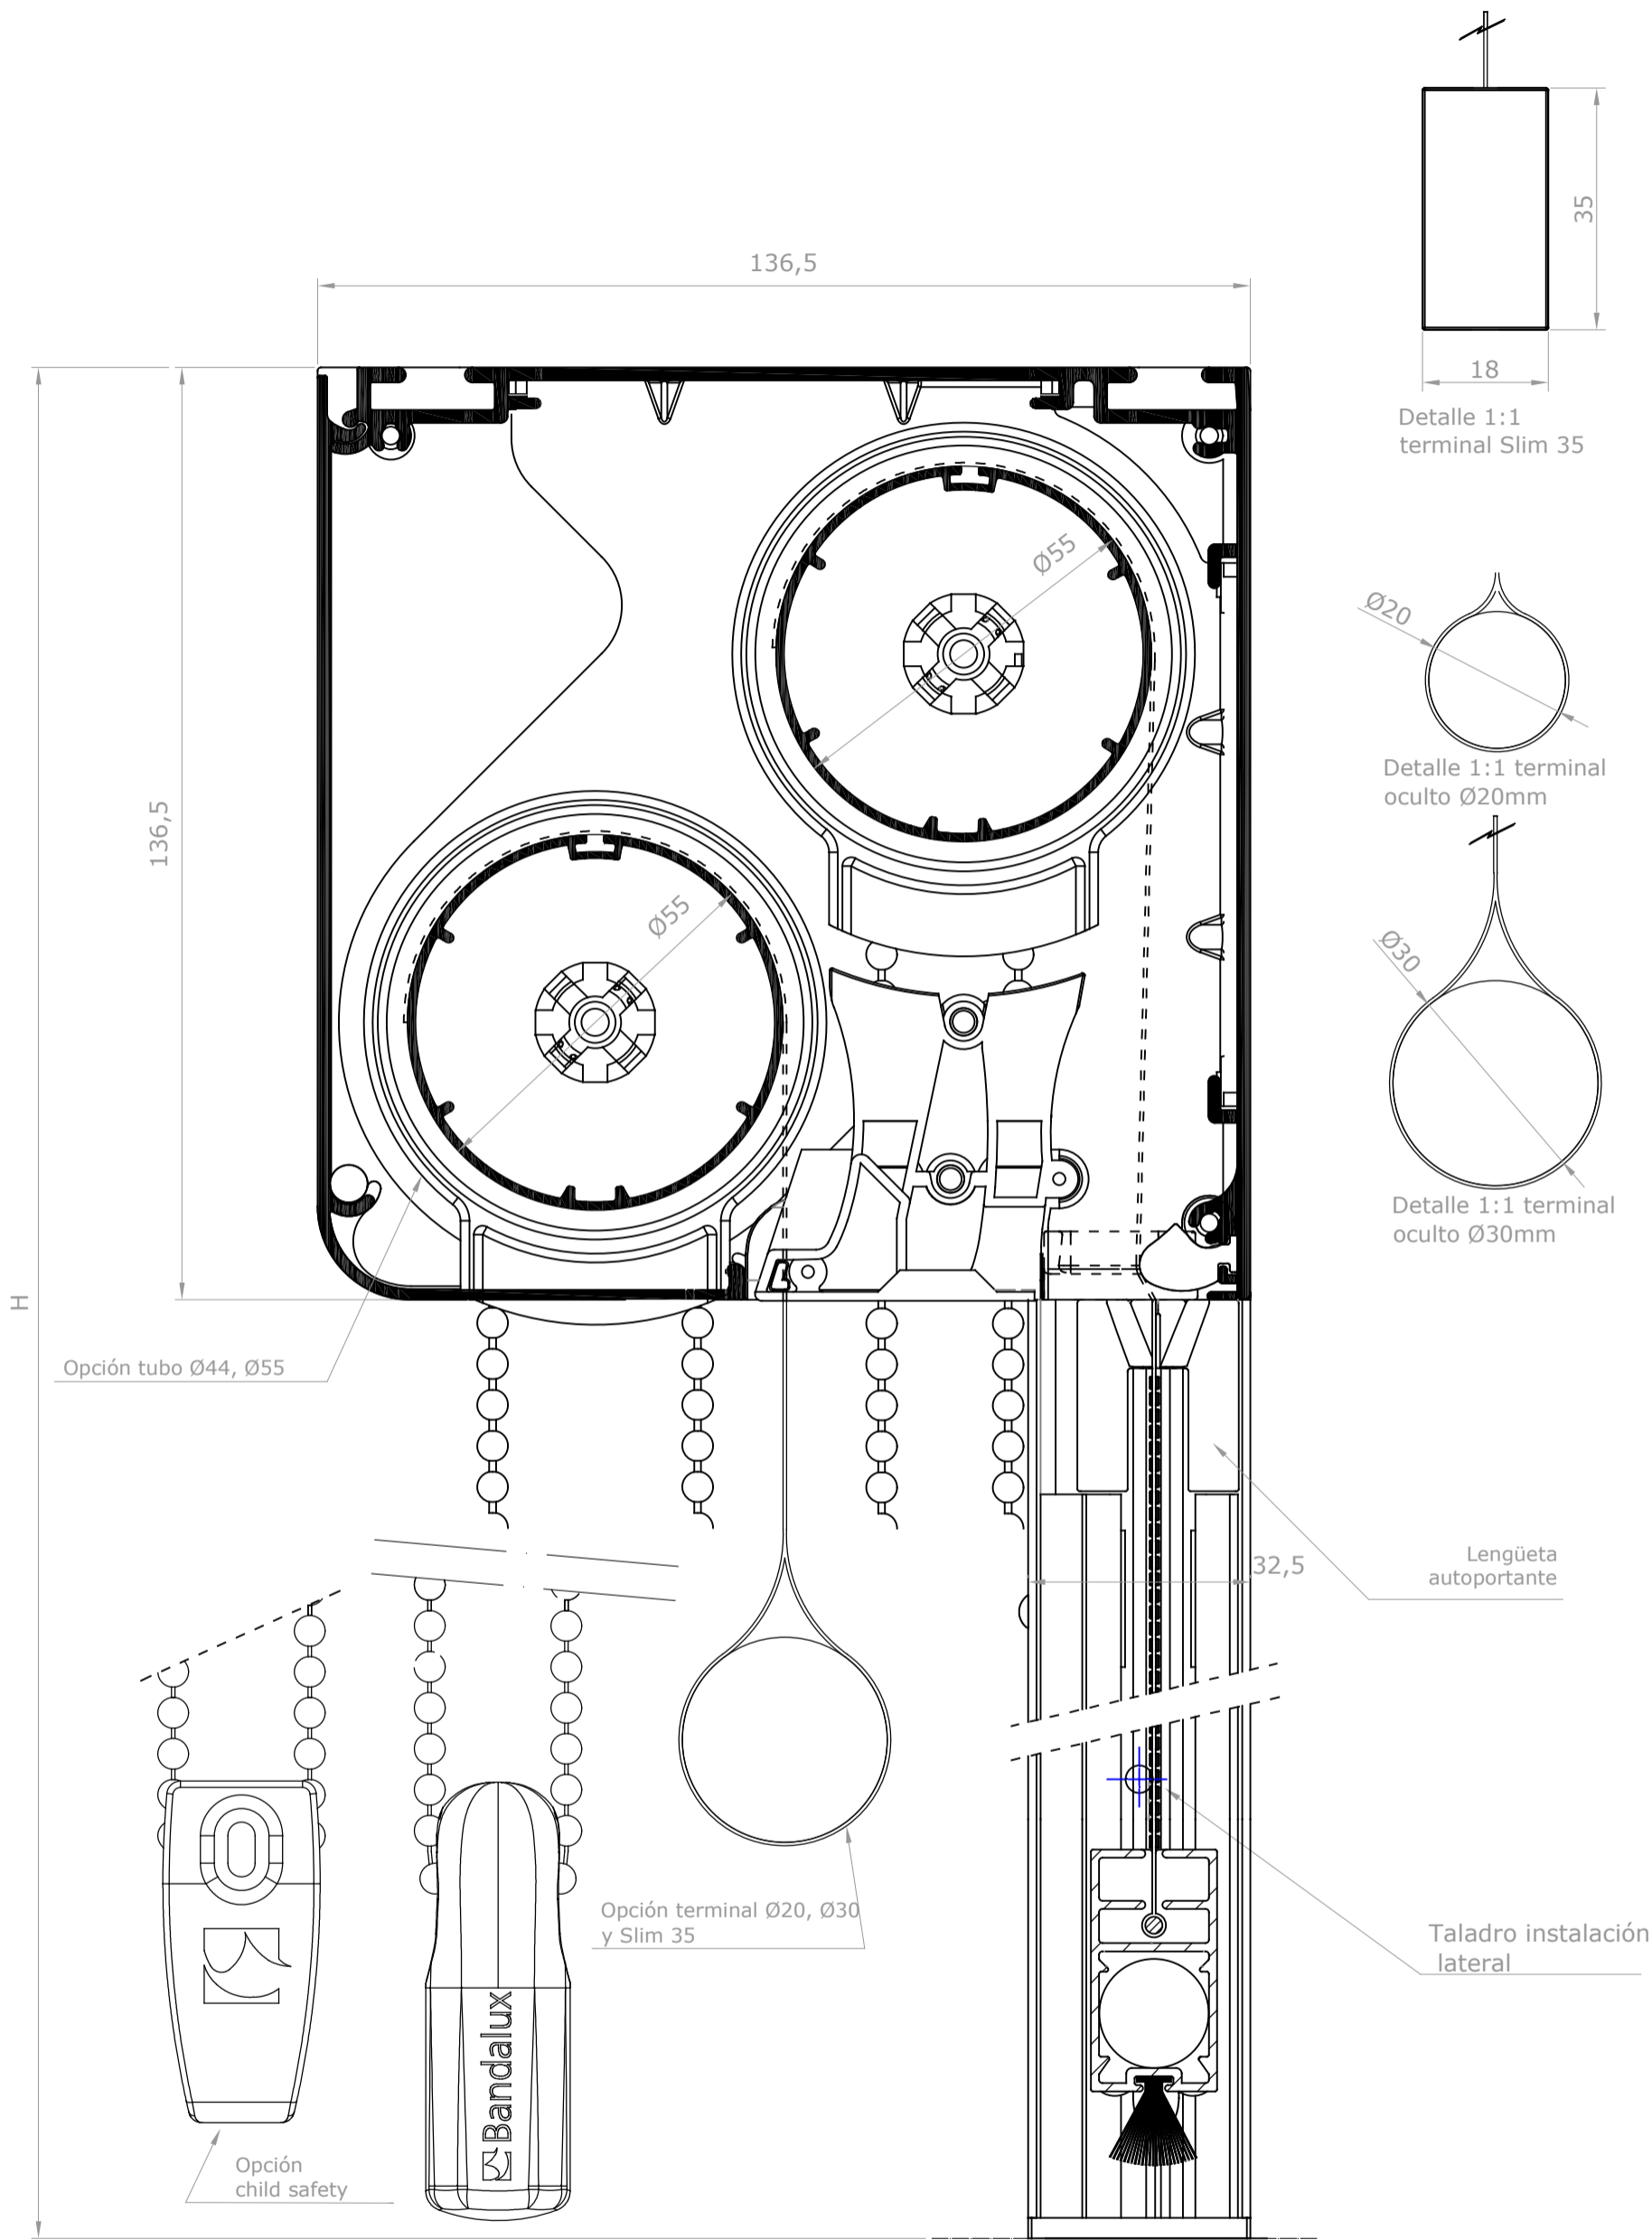 35
18
Detalle 1:1
terminal Slim 35
136,5
136,5
H
Ø55
Ø55
Ø20
Detalle 1:1 terminal
oculto Ø20mm
Ø30
Detalle 1:1 terminal
oculto Ø30mm
Opción tubo Ø44, Ø55
32,5
Lengüeta
autoportante
Opción terminal Ø20, Ø30
y Slim 35
Taladro instalación
lateral
Bandalux
Opción
child safety